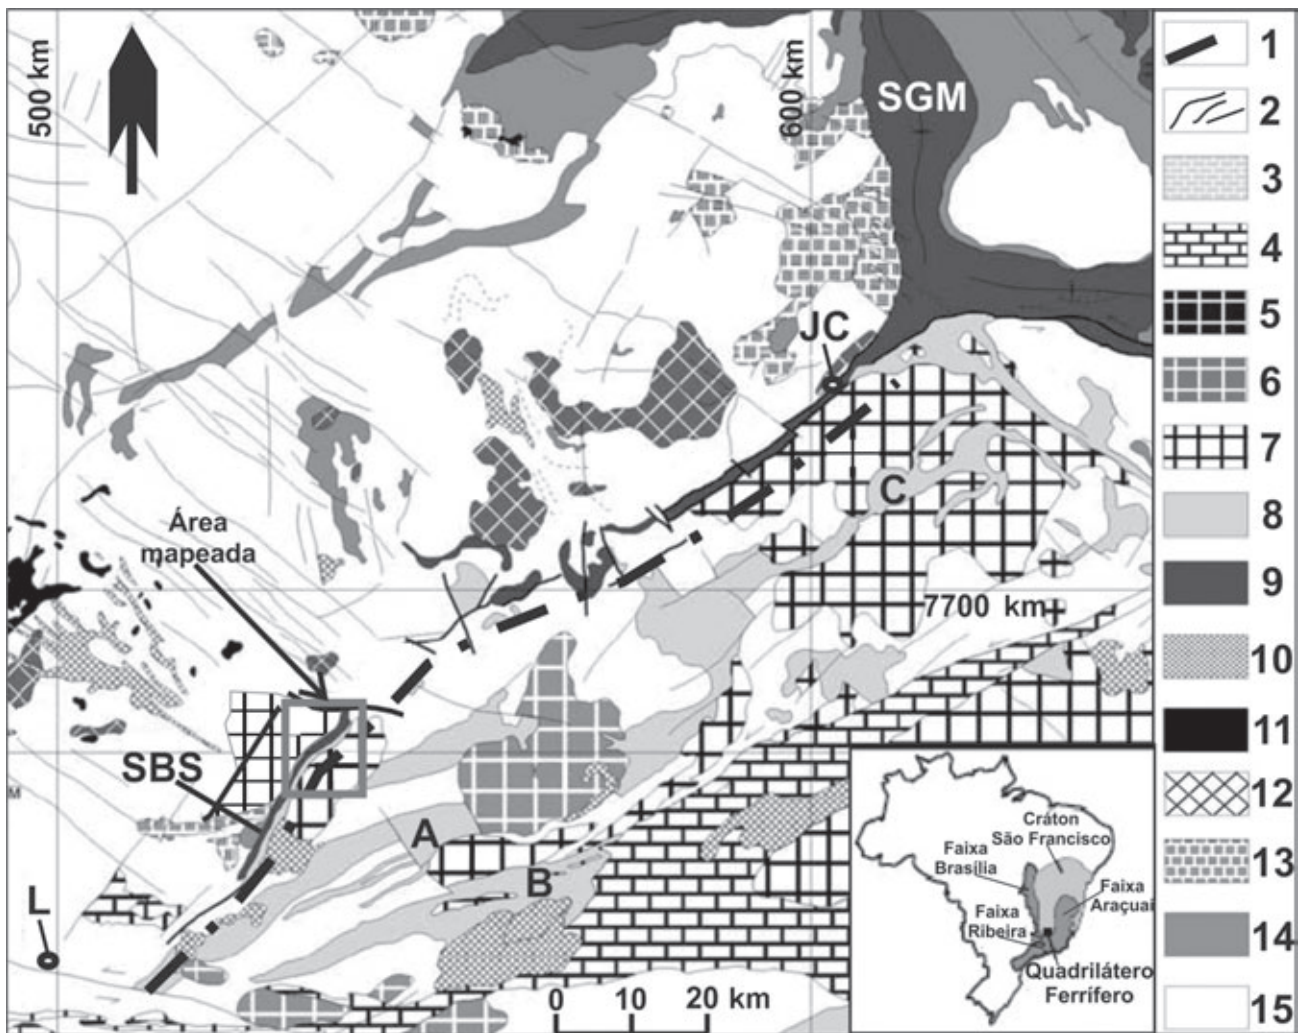 500 km
600 km
SGM
JC
C
Área
mapeada
7700 km
SBS
A
B
L
M
0 10 20 km
1
2
3
4
5
6
7
8
9
10
11
12
13
14
15
Cráton
São Francisco
Faixa
Brasília
Faixa
Araçuai
Faixa
Ribeira
Quadrilátero
Ferrífero